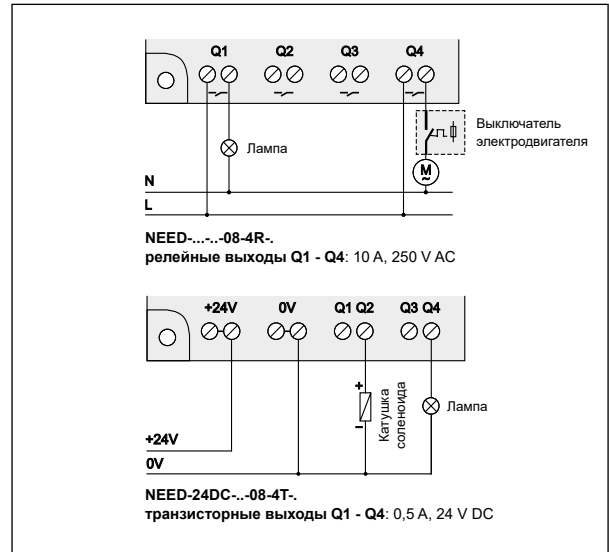 Q1 Q2 Q3 Q4
Лампа
Выключатель
электродвигателя
M
~
N
L
NEED-...-..-08-4R-.
релейные выходы Q1 - Q4: 10 A, 250 V AC
+24V 0V Q1 Q2 Q3 Q4
+
Катушка
соленоида
–
Лампа
+24V
0V
NEED-24DC-..-08-4T-.
транзисторные выходы Q1 - Q4: 0,5 A, 24 V DC